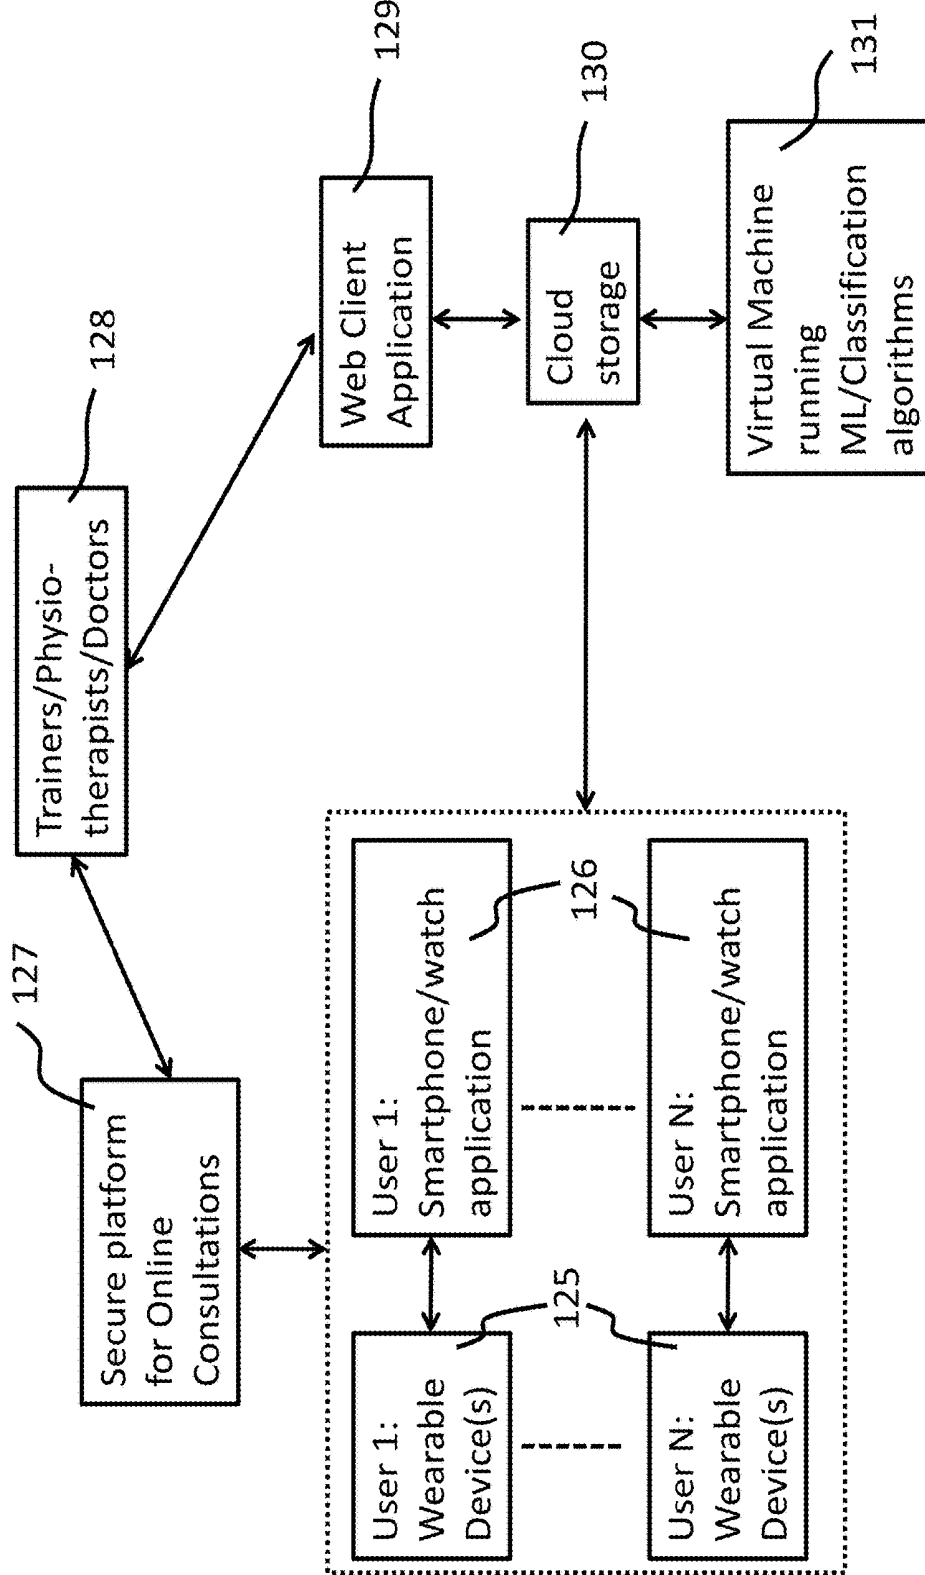 127
Secure platform
for Online
Consultations
Trainers/Physio-
therapists/Doctors
128
User 1:
Wearable
Device(s)
User 1:
Smartphone/watch
application
125
126
User N:
Wearable
Device(s)
User N:
Smartphone/watch
application
Web Client
Application
129
Cloud
storage
130
Virtual Machine
running
ML/Classification
algorithms
131